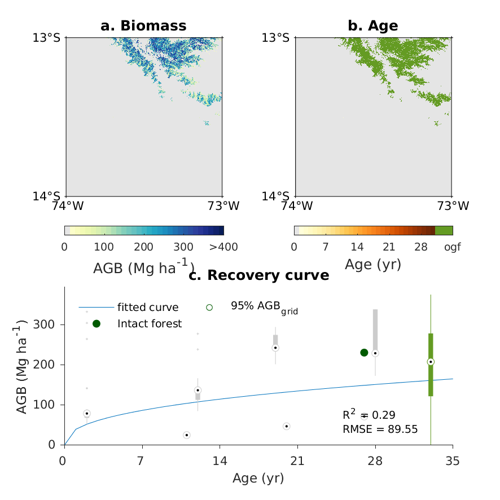 a. Biomass
b. Age
13°S
14°S
74°W
73°W
13°S
14°S
74°W
73°W
0
100
200
300
>400
AGB (Mg ha⁻¹)
0
7
14
21
28
ogf
Age (yr)
c. Recovery curve
fitted curve
Intact forest
95% AGB_grid
300
200
100
0
AGB (Mg ha⁻¹)
R² = 0.29
RMSE = 89.55
0
7
14
21
28
35
Age (yr)